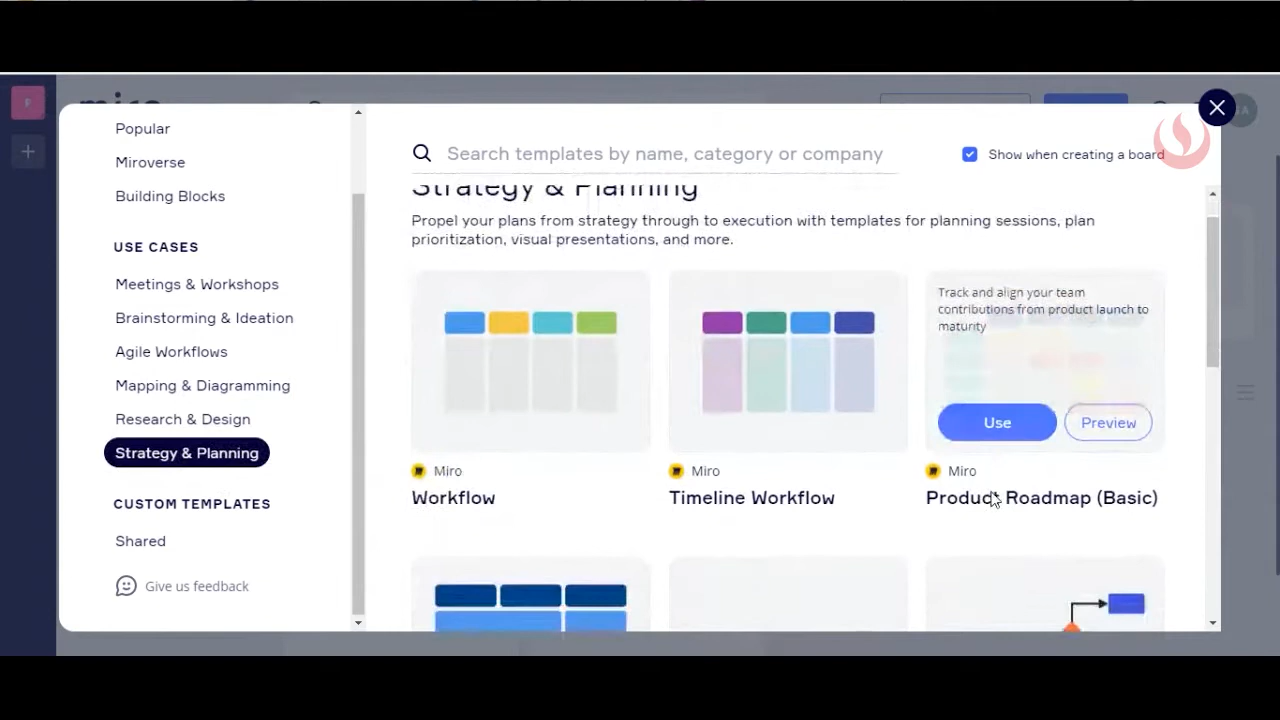 P
miro
Popular
Miroverse
Building Blocks
USE CASES
Meetings & Workshops
Brainstorming & Ideation
Agile Workflows
Mapping & Diagramming
Research & Design
Strategy & Planning
CUSTOM TEMPLATES
Shared
Give us feedback
Search templates by name, category or company
Show when creating a board
Strategy & Planning
Propel your plans from strategy through to execution with templates for planning sessions, plan
prioritization, visual presentations, and more.
Track and align your team
contributions from product launch to
maturity
Use
Preview
Miro
Workflow
Miro
Timeline Workflow
Miro
Product Roadmap (Basic)